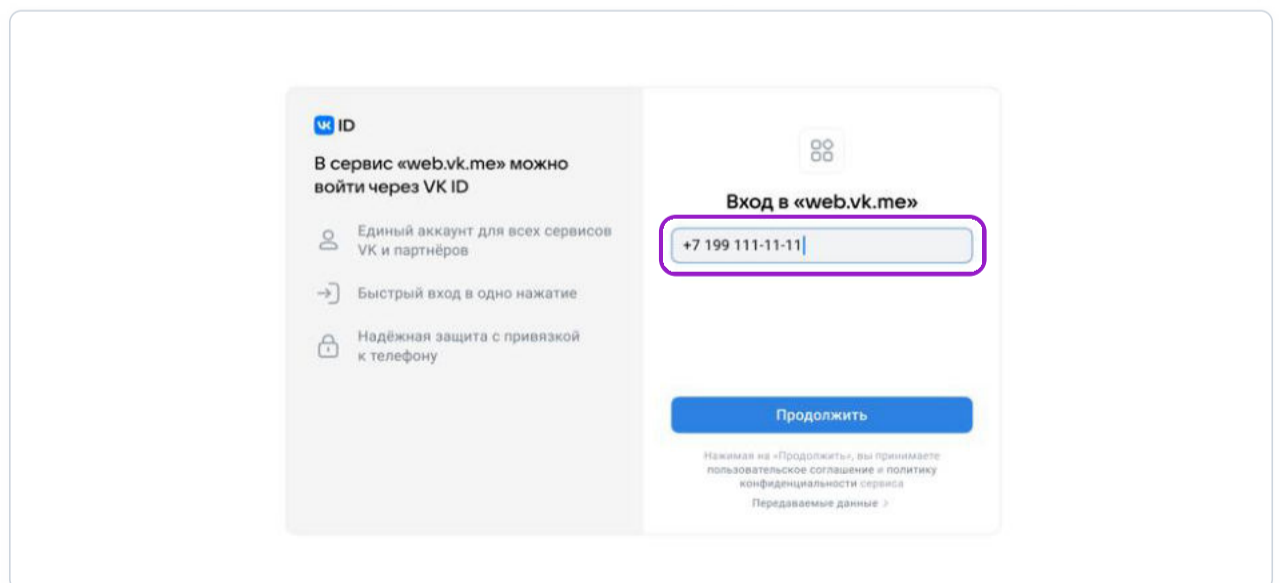 VK ID
В сервис «web.vk.me» можно
войти через VK ID
Единый аккаунт для всех сервисов
VK и партнёров
Быстрый вход в одно нажатие
Надёжная защита с привязкой
к телефону
Вход в «web.vk.me»
+7 199 111-11-11
Продолжить
Нажимая на «Продолжить», вы принимаете
пользовательское соглашение и политику
конфиденциальности сервиса
Передаваемые данные >